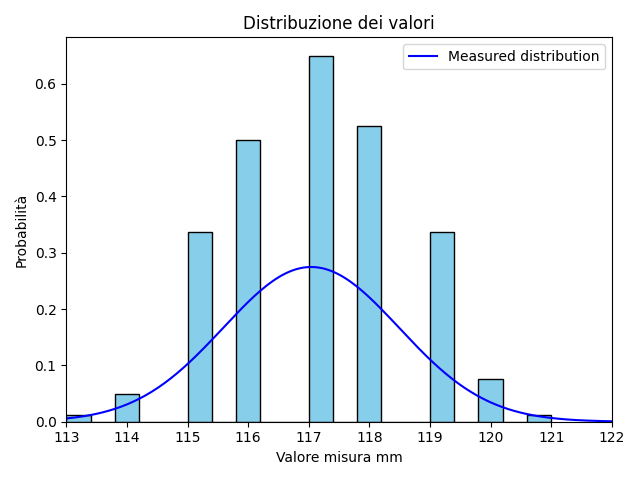 Distribuzione dei valori
Measured distribution
Probabilità
0.6
0.5
0.4
0.3
0.2
0.1
0.0
113 114 115 116 117 118 119 120 121 122
Valore misura mm